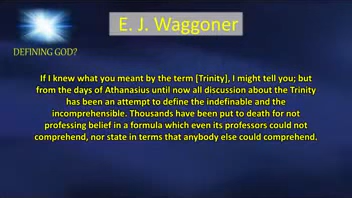 E. J. Waggoner
DEFINING GOD?
If I knew what you meant by the term [Trinity], I might tell you; but
from the days of Athanasius until now all discussion about the Trinity
has been an attempt to define the indefinable and the
incomprehensible. Thousands have been put to death for not
professing belief in a formula which even its professors could not
comprehend, nor state in terms that anybody else could comprehend.